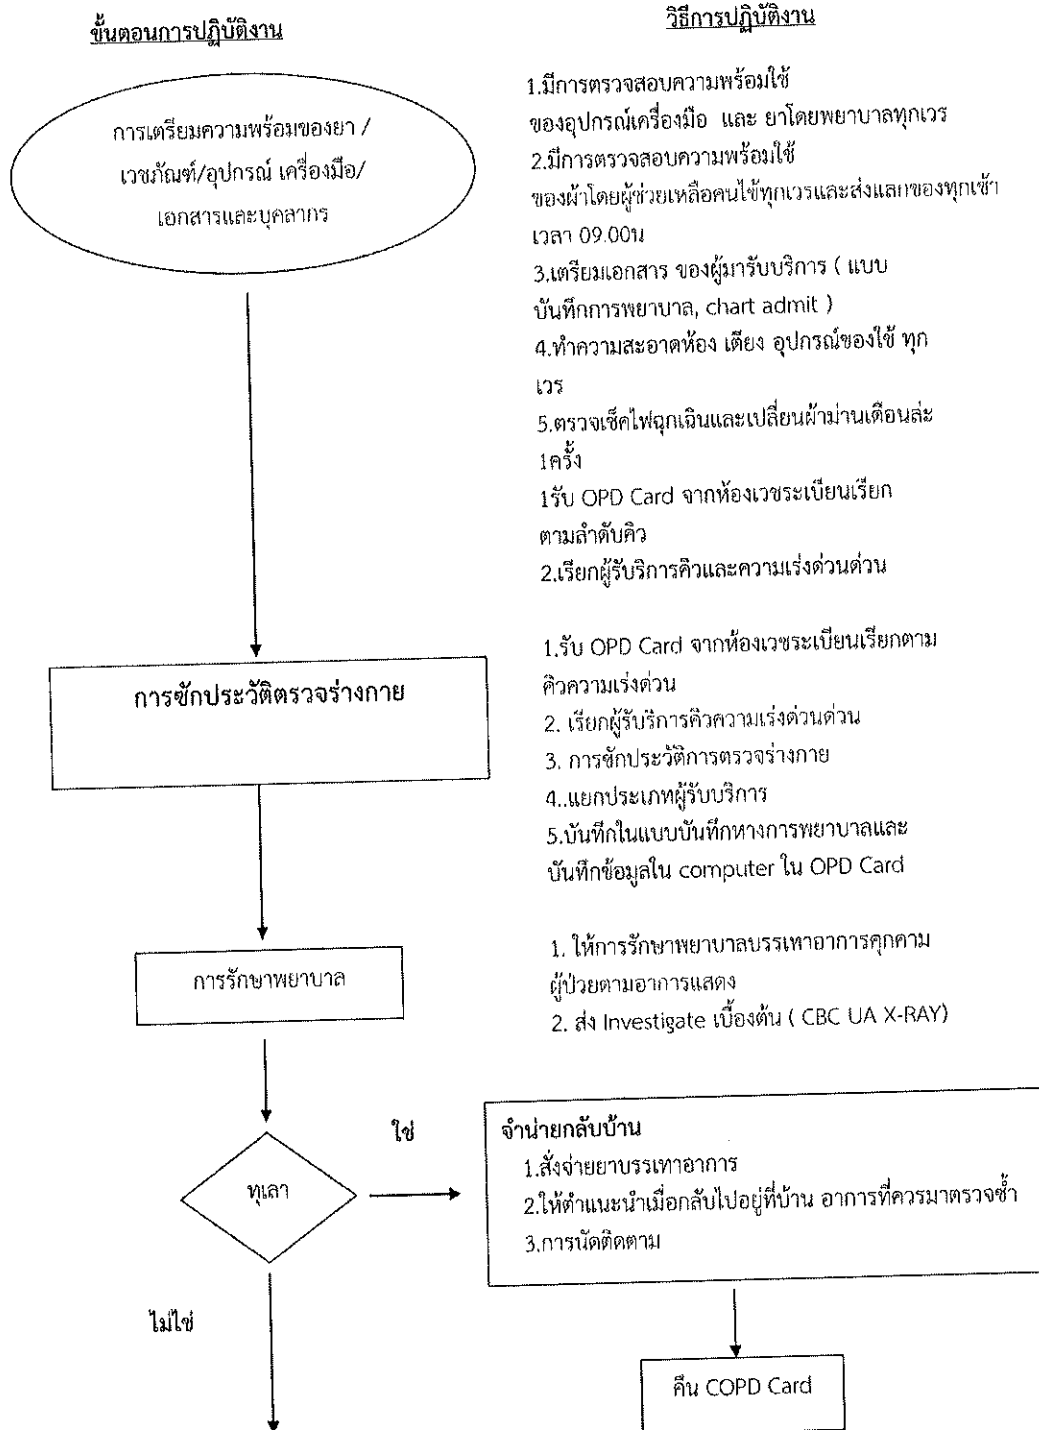 ขั้นตอนการปฏิบัติงาน
วิธีการปฏิบัติงาน
การเตรียมความพร้อมของยา /
เวชภัณฑ์/อุปกรณ์ เครื่องมือ/
เอกสารและบุคลากร
1.มีการตรวจสอบความพร้อมใช้
ของอุปกรณ์เครื่องมือ และ ยาโดยพยาบาลทุกเวร
2.มีการตรวจสอบความพร้อมใช้
ของผ้าโดยผู้ช่วยเหลือคนไข้ทุกเวรและส่งแลกของทุกเช้า
เวลา 09.00น
3.เตรียมเอกสาร ของผู้มารับบริการ ( แบบ
บันทึกการพยาบาล, chart admit )
4.ทำความสะอาดห้อง เตียง อุปกรณ์ของใช้ ทุก
เวร
5.ตรวจเช็คไฟฉุกเฉินและเปลี่ยนผ้าม่านเดือนล่ะ
1ครั้ง
1รับ OPD Card จากห้องเวชระเบียนเรียก
ตามลำดับคิว
2.เรียกผู้รับริการคิวและความเร่งด่วนด่วน
การซักประวัติตรวจร่างกาย
1.รับ OPD Card จากห้องเวชระเบียนเรียกตาม
คิวความเร่งด่วน
2. เรียกผู้รับริการคิวความเร่งด่วนด่วน
3. การซักประวัติการตรวจร่างกาย
4..แยกประเภทผู้รับบริการ
5.บันทึกในแบบบันทึกทางการพยาบาลและ
บันทึกข้อมูลใน computer ใน OPD Card
การรักษาพยาบาล
1. ให้การรักษาพยาบาลบรรเทาอาการคุกคาม
ผู้ป่วยตามอาการแสดง
2. ส่ง Investigate เบื้องต้น ( CBC UA X-RAY)
ทุเลา
ใช่
จำน่ายกลับบ้าน
1.สั่งจ่ายยาบรรเทาอาการ
2.ให้คำแนะนำเมื่อกลับไปอยู่ที่บ้าน อาการที่ควรมาตรวจซ้ำ
3.การนัดติดตาม
ไม่ใช่
คืน COPD Card